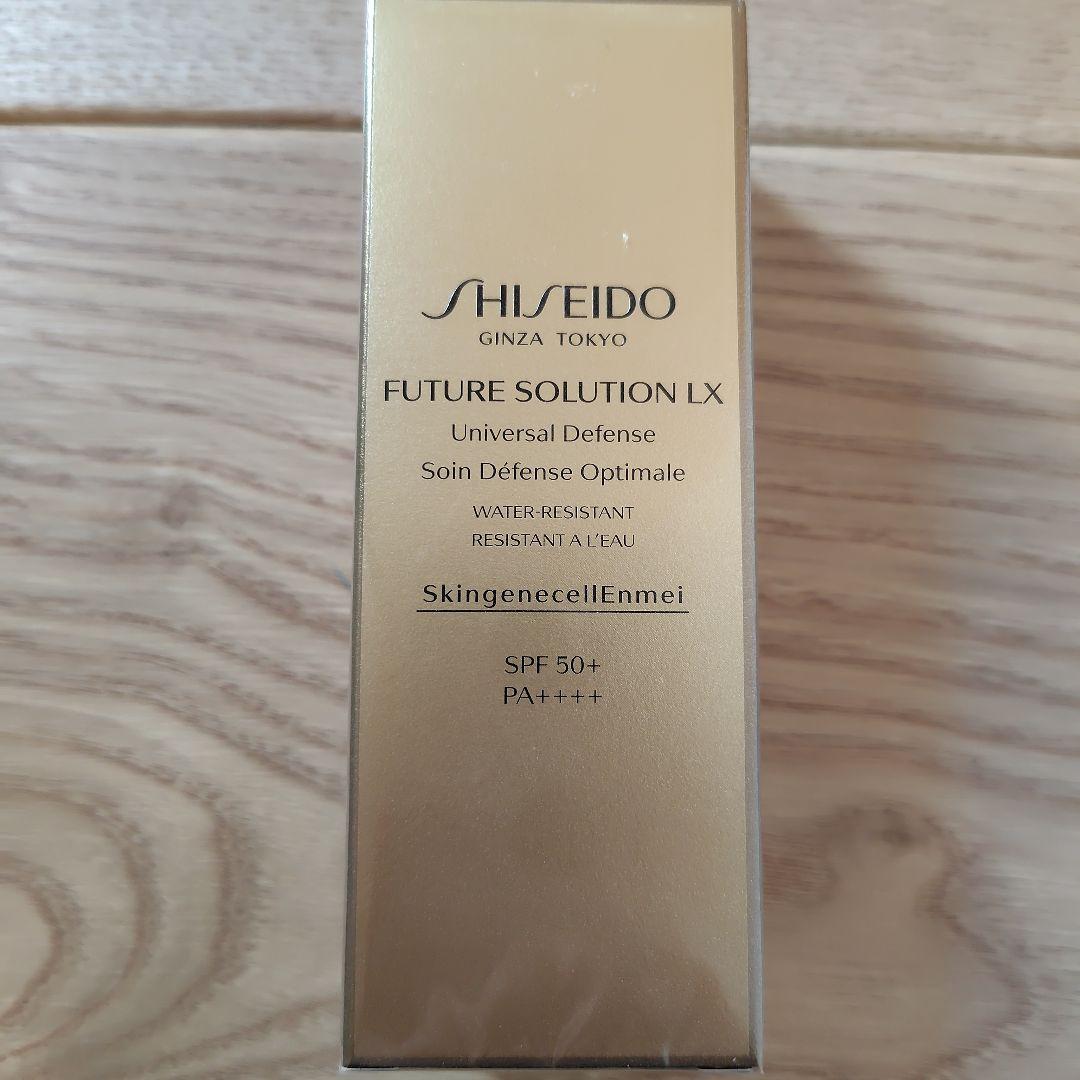 SHISEIDO
GINZA TOKYO
FUTURE SOLUTION LX
Universal Defense
Soin Défense Optimale
WATER-RESISTANT
RESISTANT A L'EAU
SkingenecellEnmei
SPF 50+
PA++++